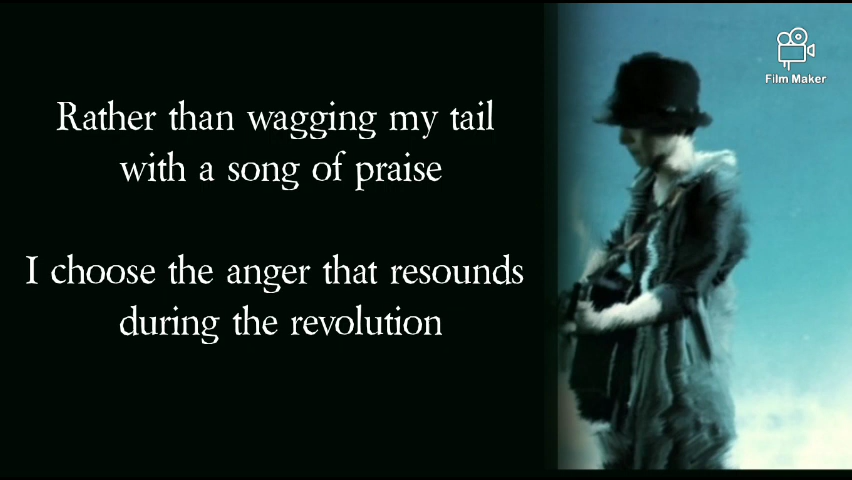 Film Maker
Rather than wagging my tail
with a song of praise
I choose the anger that resounds
during the revolution